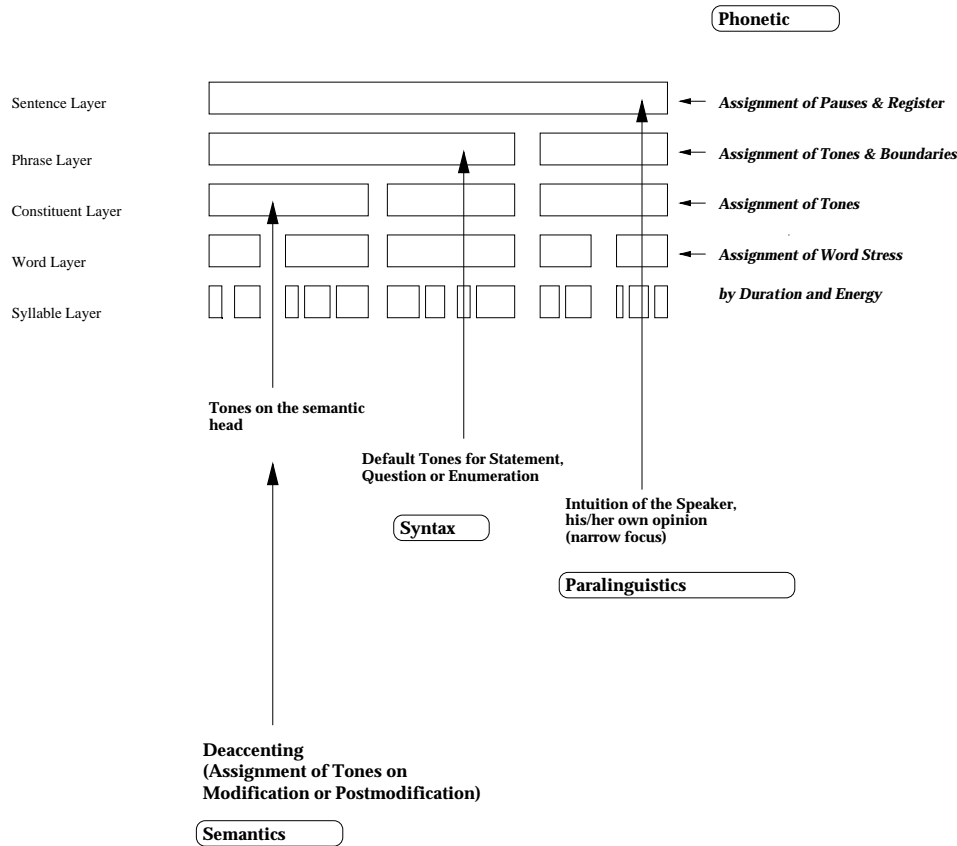 Phonetic
Sentence Layer
Assignment of Pauses & Register
Phrase Layer
Assignment of Tones & Boundaries
Constituent Layer
Assignment of Tones
Word Layer
Assignment of Word Stress
by Duration and Energy
Syllable Layer
Tones on the semantic
head
Default Tones for Statement,
Question or Enumeration
Syntax
Intuition of the Speaker,
his/her own opinion
(narrow focus)
Paralinguistics
Deaccenting
(Assignment of Tones on
Modification or Postmodification)
Semantics